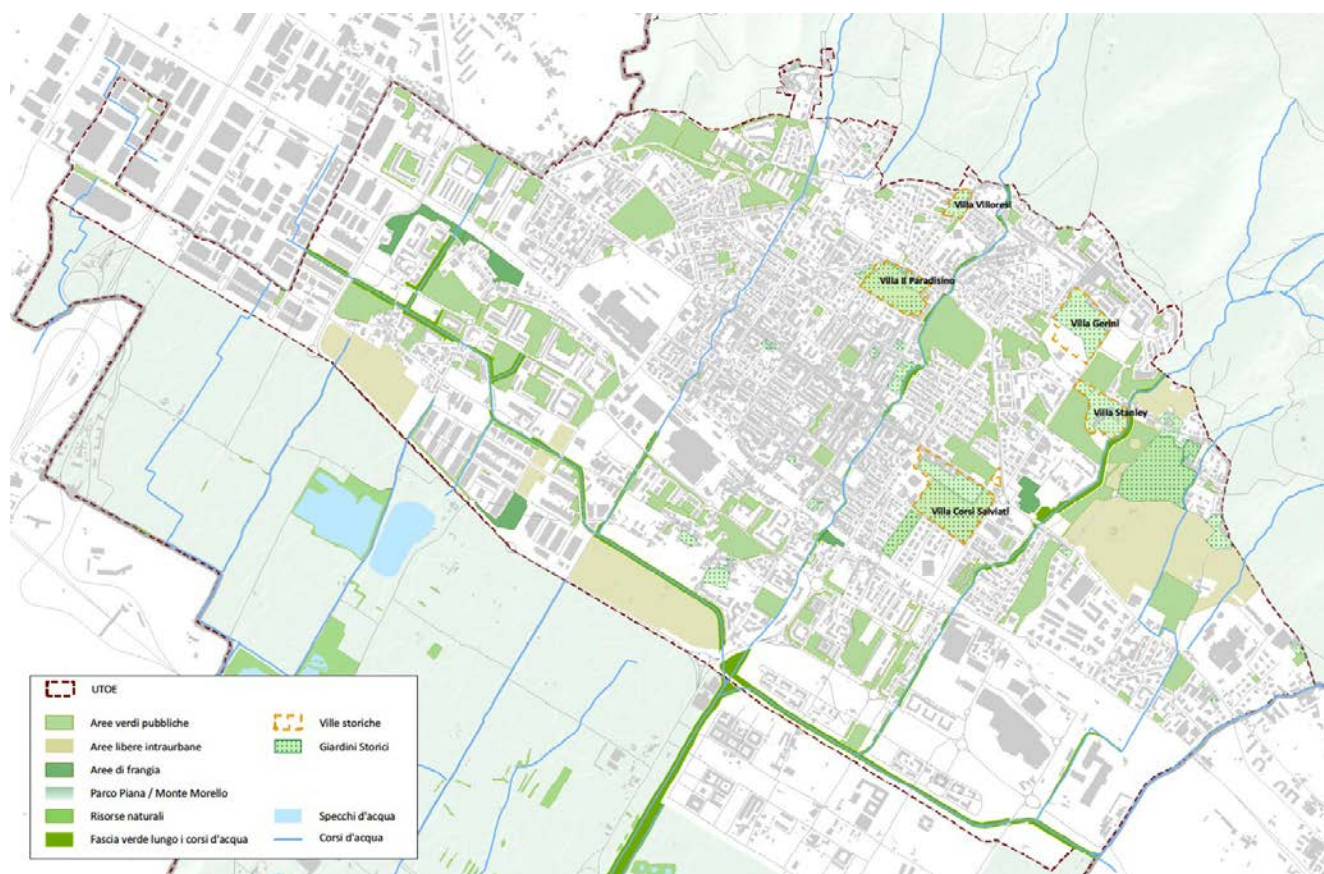 Villa Villoresi
Villa Il Paradisino
Villa Gerini
Villa Stanley
Villa Corsi Salviati
UTOE
Aree verdi pubbliche
Ville storiche
Aree libere intraurbane
Giardini Storici
Aree di frangia
Parco Piana / Monte Morello
Risorse naturali
Specchi d'acqua
Fascia verde lungo i corsi d'acqua
Corsi d'acqua